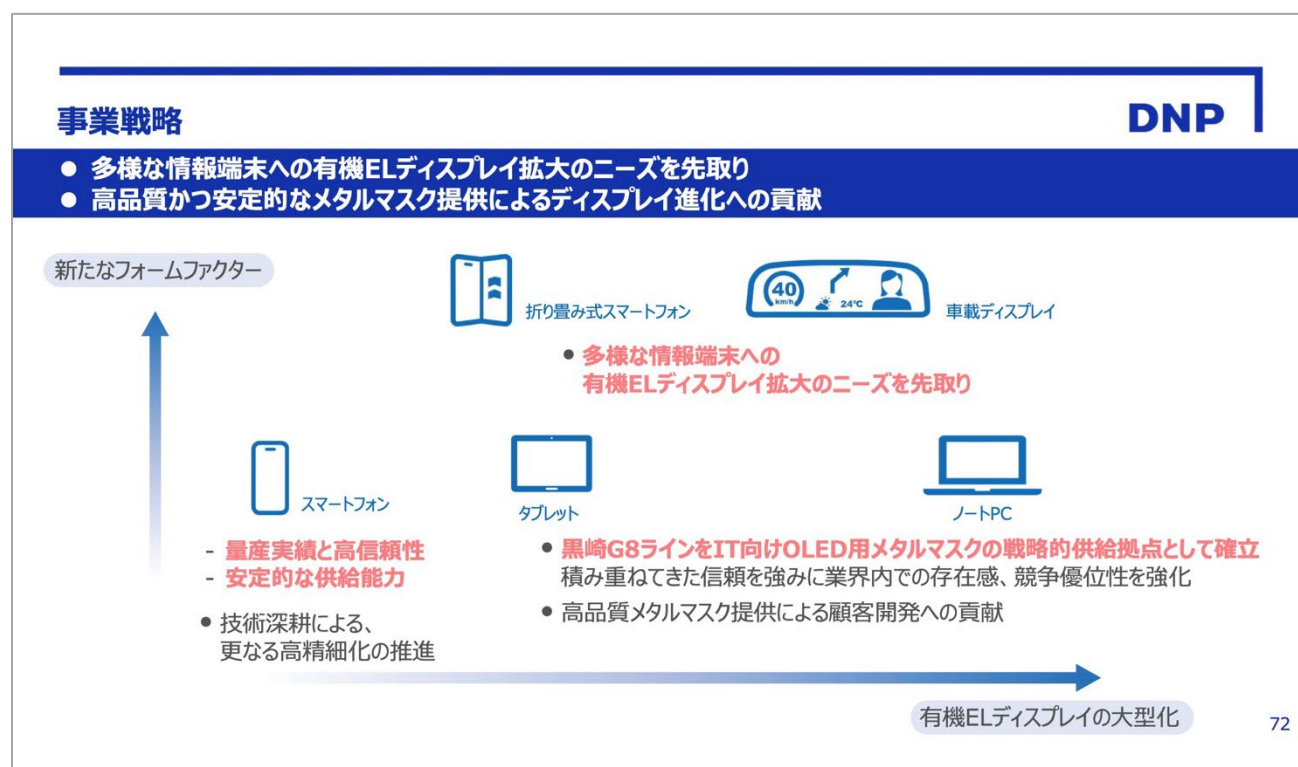 事業戦略
DNP
● 多様な情報端末への有機ELディスプレイ拡大のニーズを先取り
● 高品質かつ安定的なメタルマスク提供によるディスプレイ進化への貢献
新たなフォームファクター
折り畳み式スマートフォン
40
km/h
24℃
車載ディスプレイ
● 多様な情報端末への
有機ELディスプレイ拡大のニーズを先取り
スマートフォン
タブレット
ノートPC
- 量産実績と高信頼性
- 安定的な供給能力
● 技術深耕による、
更なる高精細化の推進
● 黒崎G8ラインをIT向けOLED用メタルマスクの戦略的供給拠点として確立
積み重ねてきた信頼を強みに業界内での存在感、競争優位性を強化
● 高品質メタルマスク提供による顧客開発への貢献
有機ELディスプレイの大型化
72